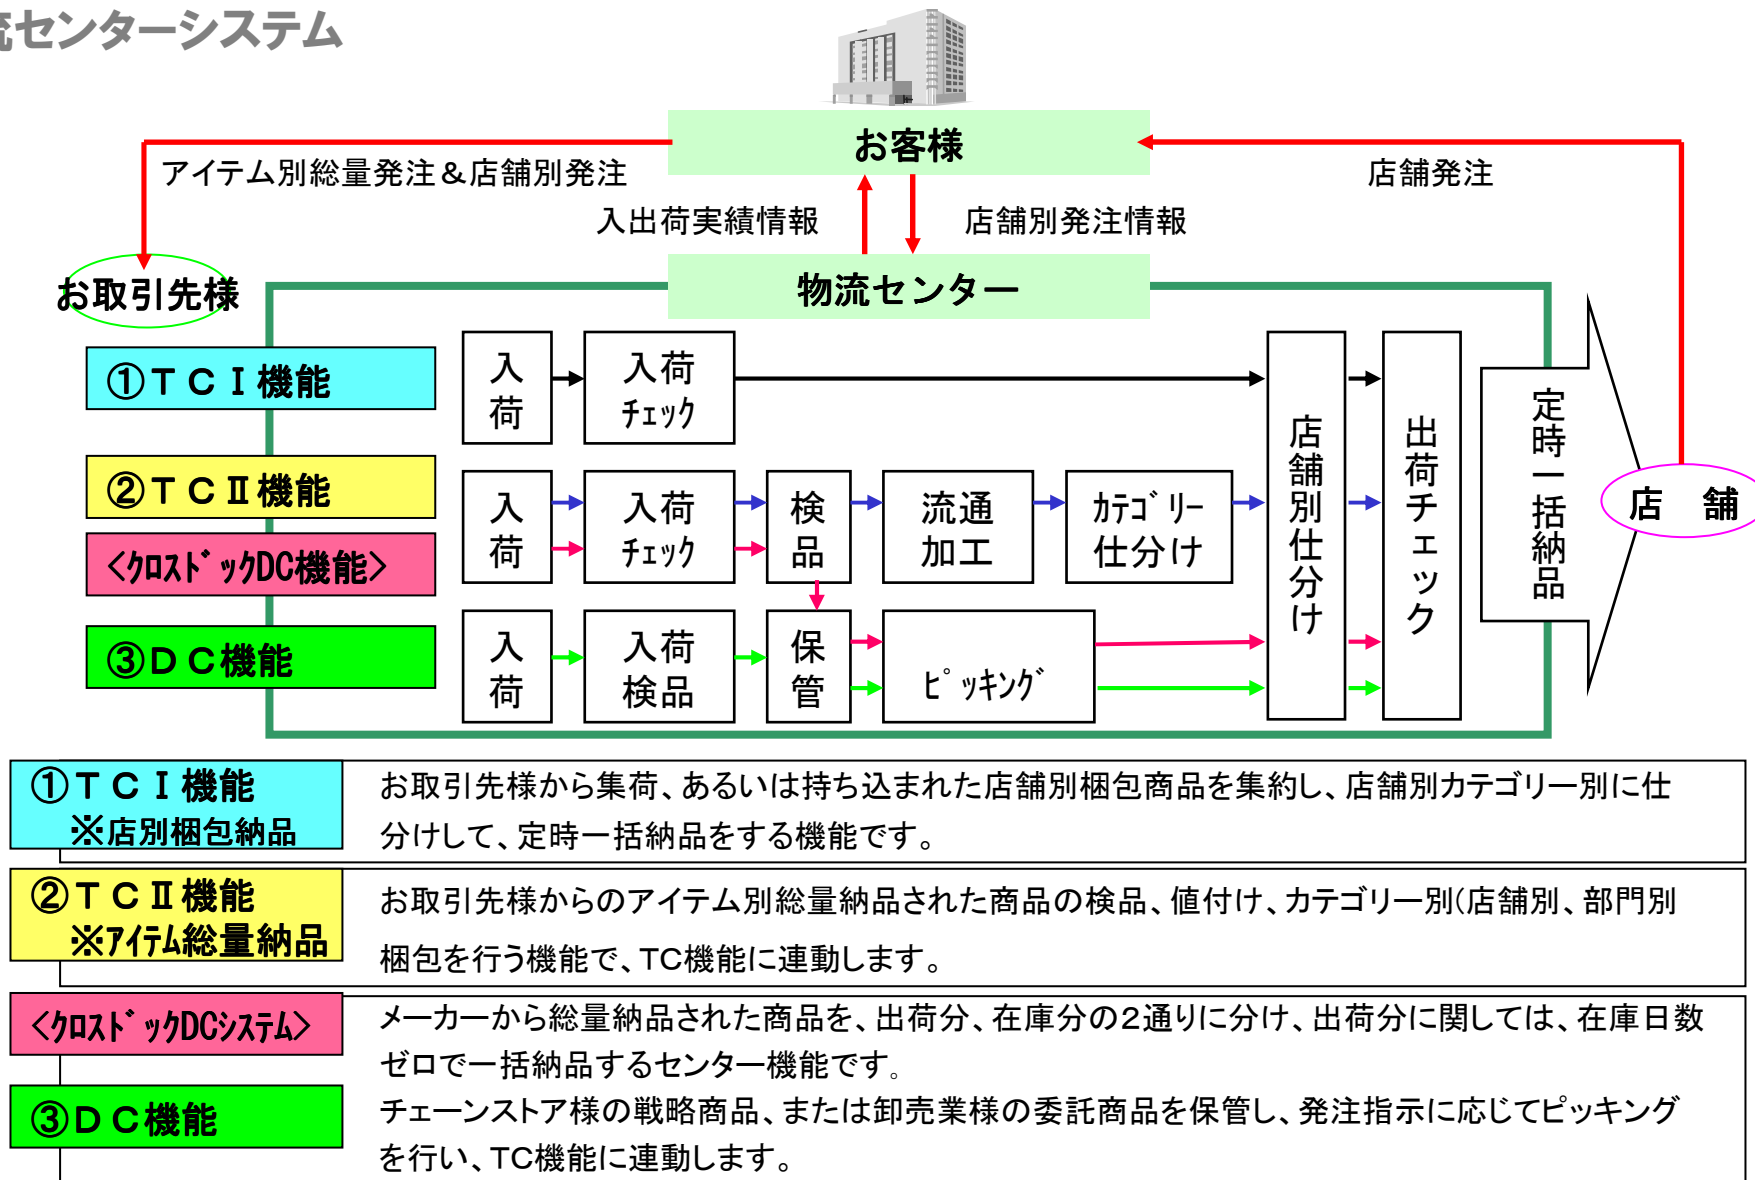 流センターシステム
お客様
アイテム別総量発注＆店舗別発注
店舗発注
入出荷実績情報
店舗別発注情報
お取引先様
物流センター
①ＴＣⅠ機能
入荷
入荷
ﾁｪｯｸ
店舗別仕分け
出荷チェック
定時一括納品
店　舗
②ＴＣⅡ機能
入荷
入荷
ﾁｪｯｸ
検品
流通
加工
ｶﾃｺﾞﾘｰ
仕分け
<ｸﾛｽﾄﾞｯｸDC機能>
③ＤＣ機能
入荷
入荷
検品
保管
ﾋﾟｯｷﾝｸﾞ
①ＴＣⅠ機能
※店別梱包納品
お取引先様から集荷、あるいは持ち込まれた店舗別梱包商品を集約し、店舗別カテゴリー別に仕
分けして、定時一括納品をする機能です。
②ＴＣⅡ機能
※ｱｲﾃﾑ総量納品
お取引先様からのアイテム別総量納品された商品の検品、値付け、カテゴリー別(店舗別、部門別
梱包を行う機能で、TC機能に連動します。
<ｸﾛｽﾄﾞｯｸDCｼｽﾃﾑ>
メーカーから総量納品された商品を、出荷分、在庫分の２通りに分け、出荷分に関しては、在庫日数
ゼロで一括納品するセンター機能です。
③ＤＣ機能
チェーンストア様の戦略商品、または卸売業様の委託商品を保管し、発注指示に応じてピッキング
を行い、TC機能に連動します。